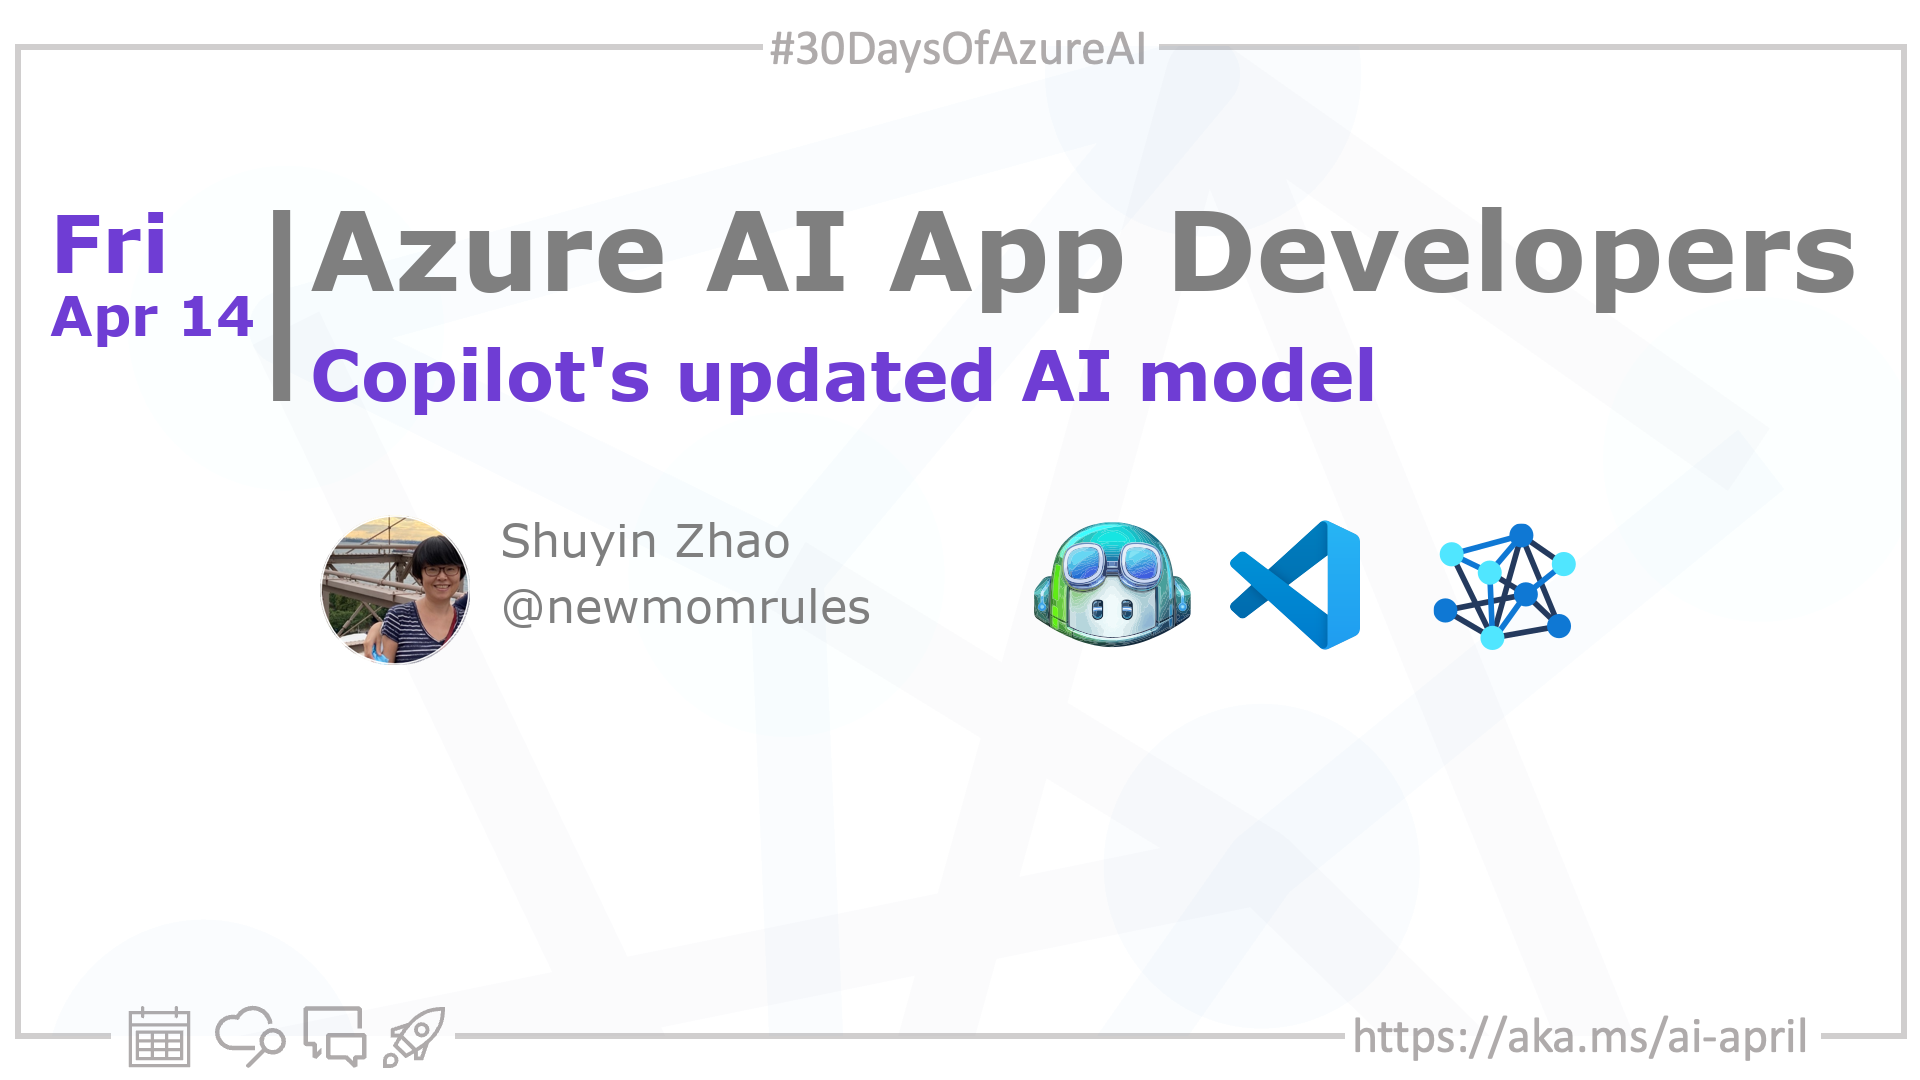 #30DaysOfAzureAI
Fri
Apr 14
Azure AI App Developers
Copilot's updated AI model
Shuyin Zhao
@newmomrules
https://aka.ms/ai-april